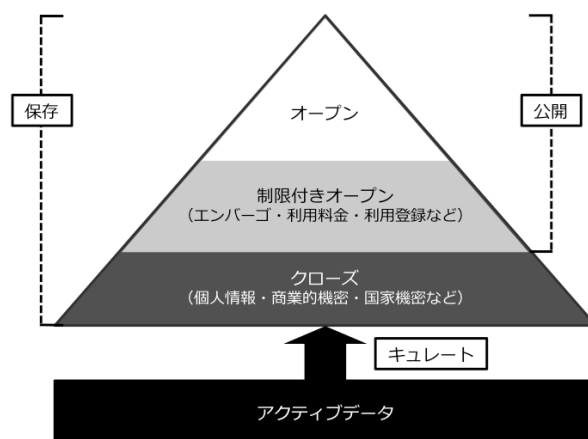 保存
オープン
公開
制限付きオープン
（エンバーゴ・利用料金・利用登録など）
クローズ
（個人情報・商業的機密・国家機密など）
キュレート
アクティブデータ